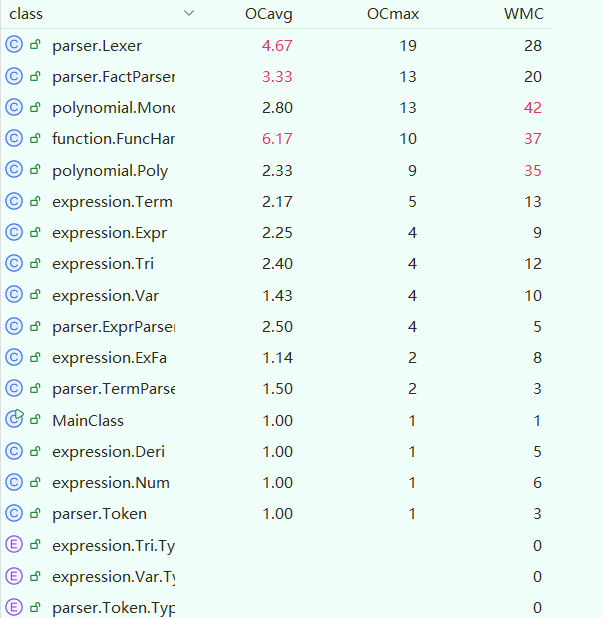 class OCavg OCmax WMC
C parser.Lexer 4.67 19 28
C parser.FactParser 3.33 13 20
C polynomial.Mono 2.80 13 42
C function.FuncHan 6.17 10 37
C polynomial.Poly 2.33 9 35
C expression.Term 2.17 5 13
C expression.Expr 2.25 4 9
C expression.Tri 2.40 4 12
C expression.Var 1.43 4 10
C parser.ExprParser 2.50 4 5
C expression.ExFa 1.14 2 8
C parser.TermParse 1.50 2 3
C MainClass 1.00 1 1
C expression.Deri 1.00 1 5
C expression.Num 1.00 1 6
C parser.Token 1.00 1 3
E expression.Tri.Ty 0
E expression.Var.Ty 0
E parser.Token.Typ 0